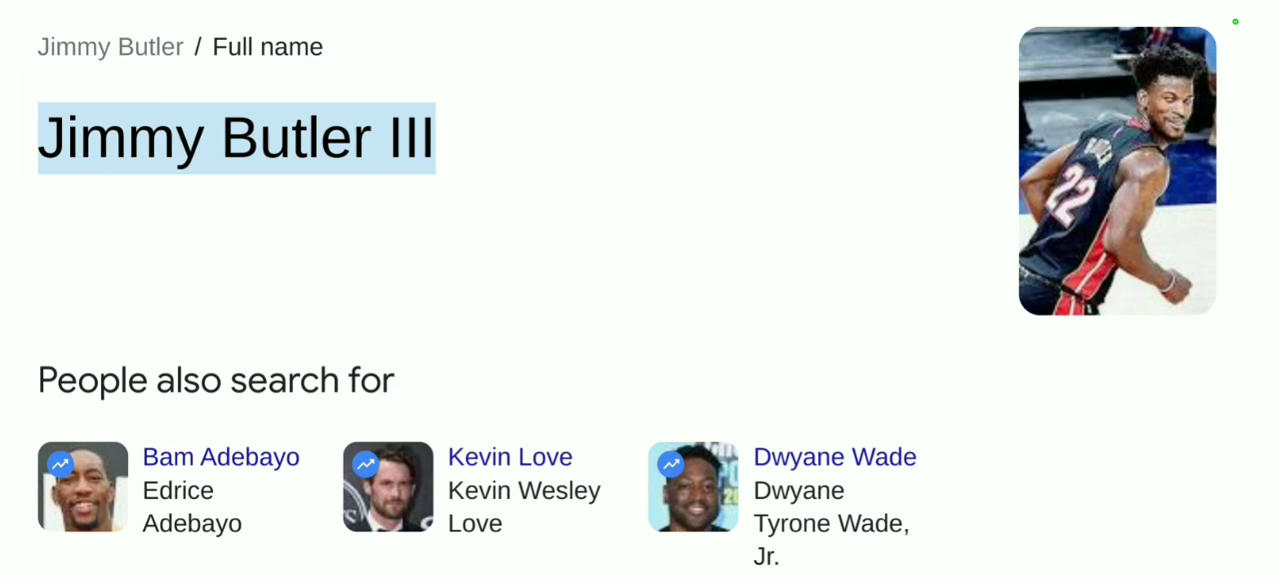 Jimmy Butler / Full name
Jimmy Butler III
22
People also search for
Bam Adebayo
Edrice
Adebayo
Kevin Love
Kevin Wesley
Love
Dwyane Wade
Dwyane
Tyrone Wade,
Jr.